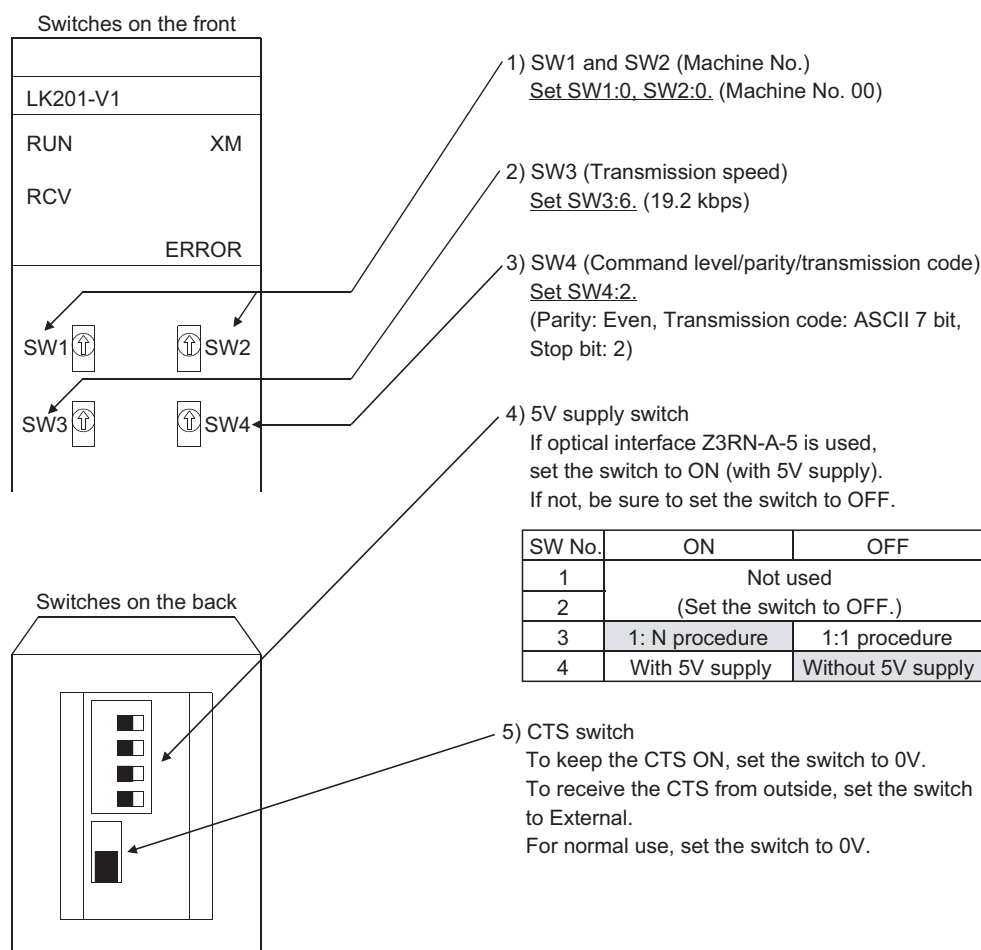 Switches on the front
LK201-V1
RUN XM
RCV
ERROR
SW1 SW2
SW3 SW4
1) SW1 and SW2 (Machine No.)
Set SW1:0, SW2:0. (Machine No. 00)
2) SW3 (Transmission speed)
Set SW3:6. (19.2 kbps)
3) SW4 (Command level/parity/transmission code)
Set SW4:2.
(Parity: Even, Transmission code: ASCII 7 bit,
Stop bit: 2)
4) 5V supply switch
If optical interface Z3RN-A-5 is used,
set the switch to ON (with 5V supply).
If not, be sure to set the switch to OFF.
SW No. ON OFF
1 Not used
2 (Set the switch to OFF.)
3 1: N procedure 1:1 procedure
4 With 5V supply Without 5V supply
Switches on the back
5) CTS switch
To keep the CTS ON, set the switch to 0V.
To receive the CTS from outside, set the switch
to External.
For normal use, set the switch to 0V.